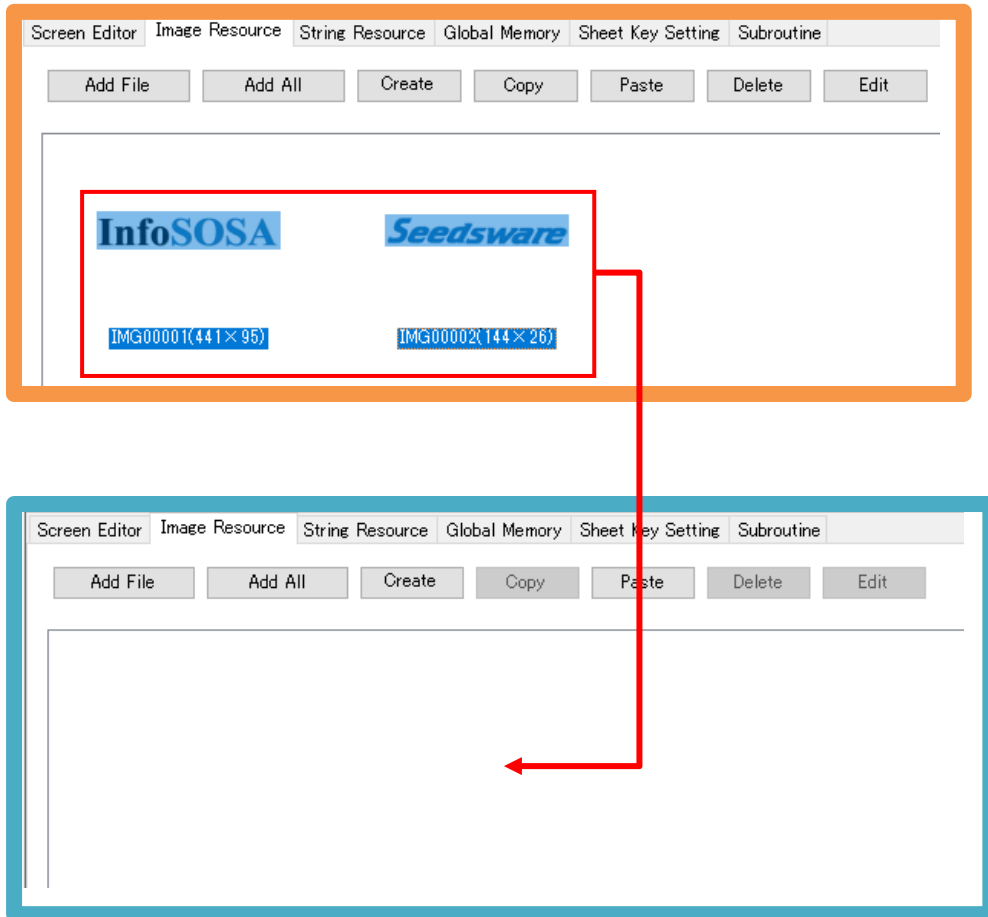 Screen Editor Image Resource String Resource Global Memory Sheet Key Setting Subroutine
Add File Add All Create Copy Paste Delete Edit
InfoSOSA Seedsware
IMG00001(441×95) IMG00002(144×26)
Screen Editor Image Resource String Resource Global Memory Sheet Key Setting Subroutine
Add File Add All Create Copy Paste Delete Edit